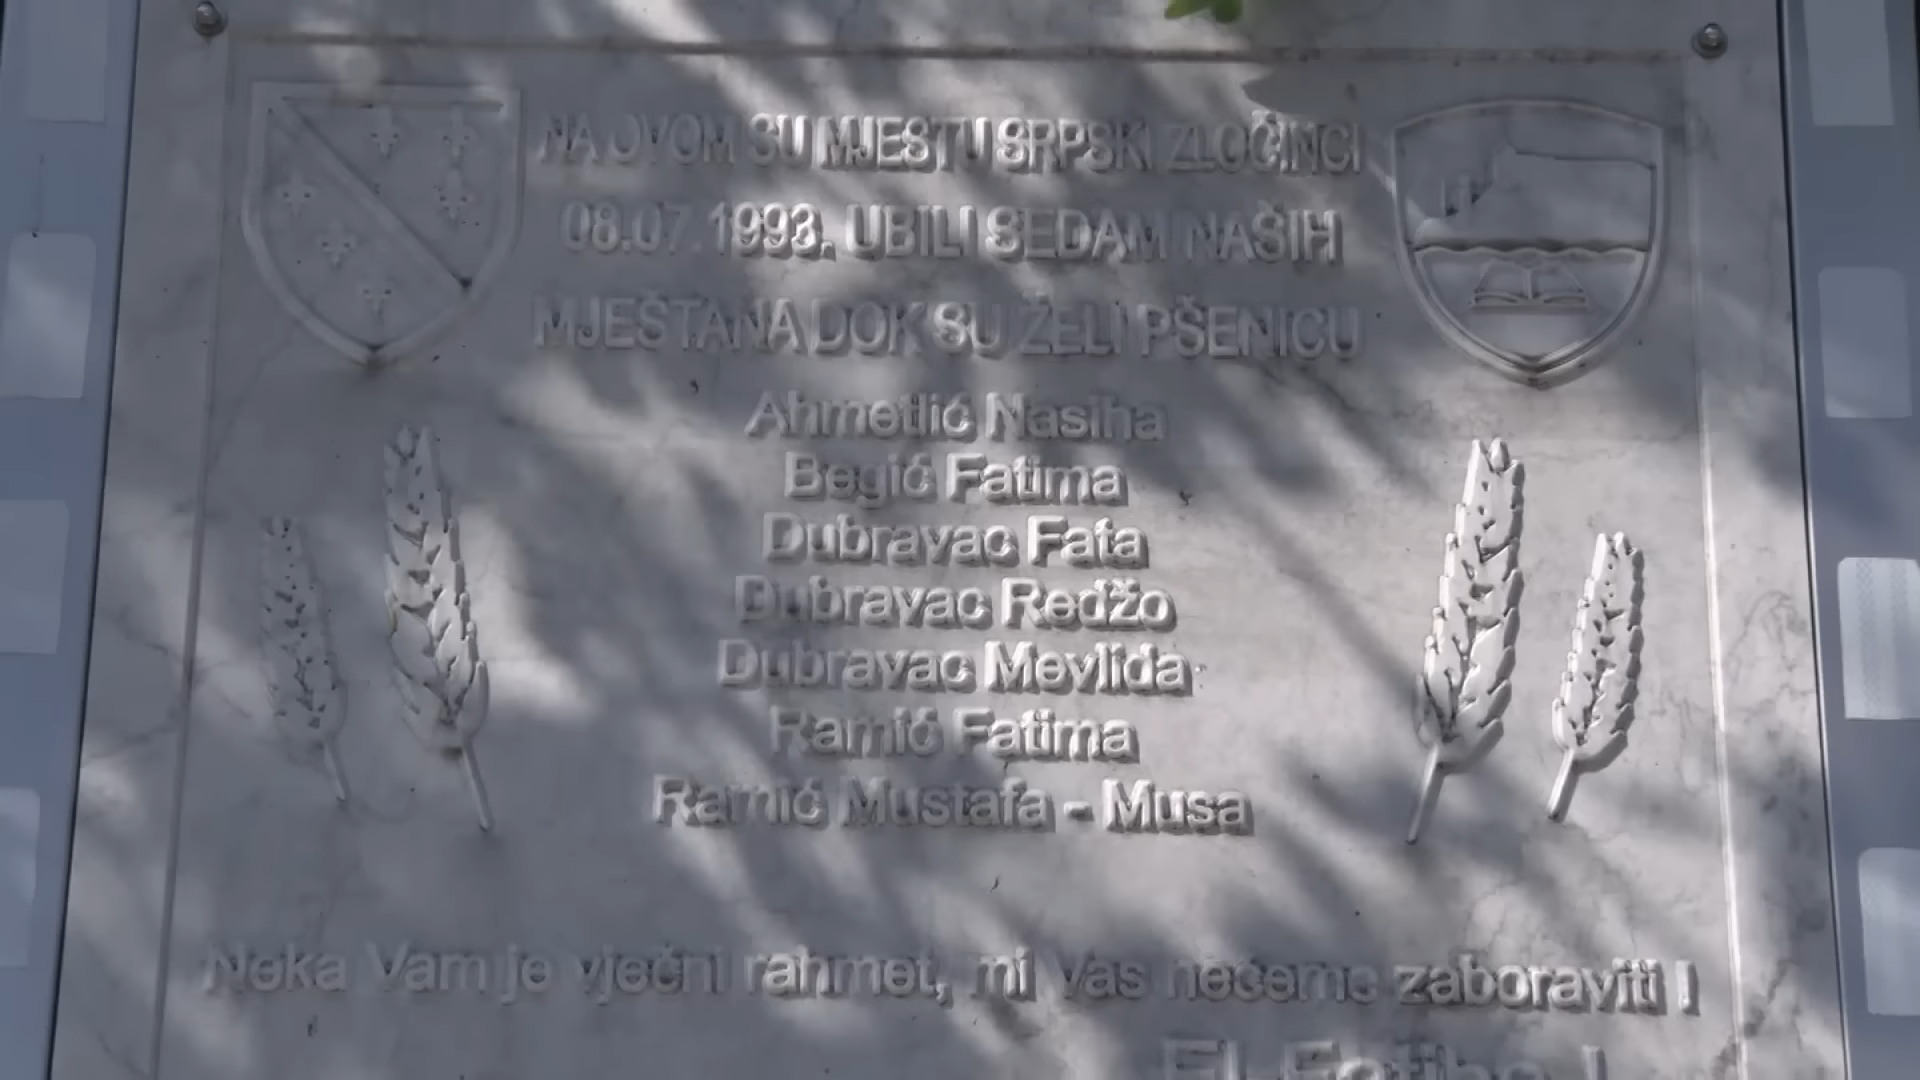 NA OVOM SU MJESTU SRPSKI ZLOČINCI
08.07.1993. UBILI SEDAM NAŠIH
MJEŠTANA DOK SU ŽELI PŠENICU
Ahmetlić Nasiha
Begić Fatima
Dubravac Fata
Dubravac Redžo
Dubravac Mevlida
Ramić Fatima
Ramić Mustafa - Musa
Neka Vam je vječni rahmet, mi Vas nećemo zaboraviti !
El Fatiha !